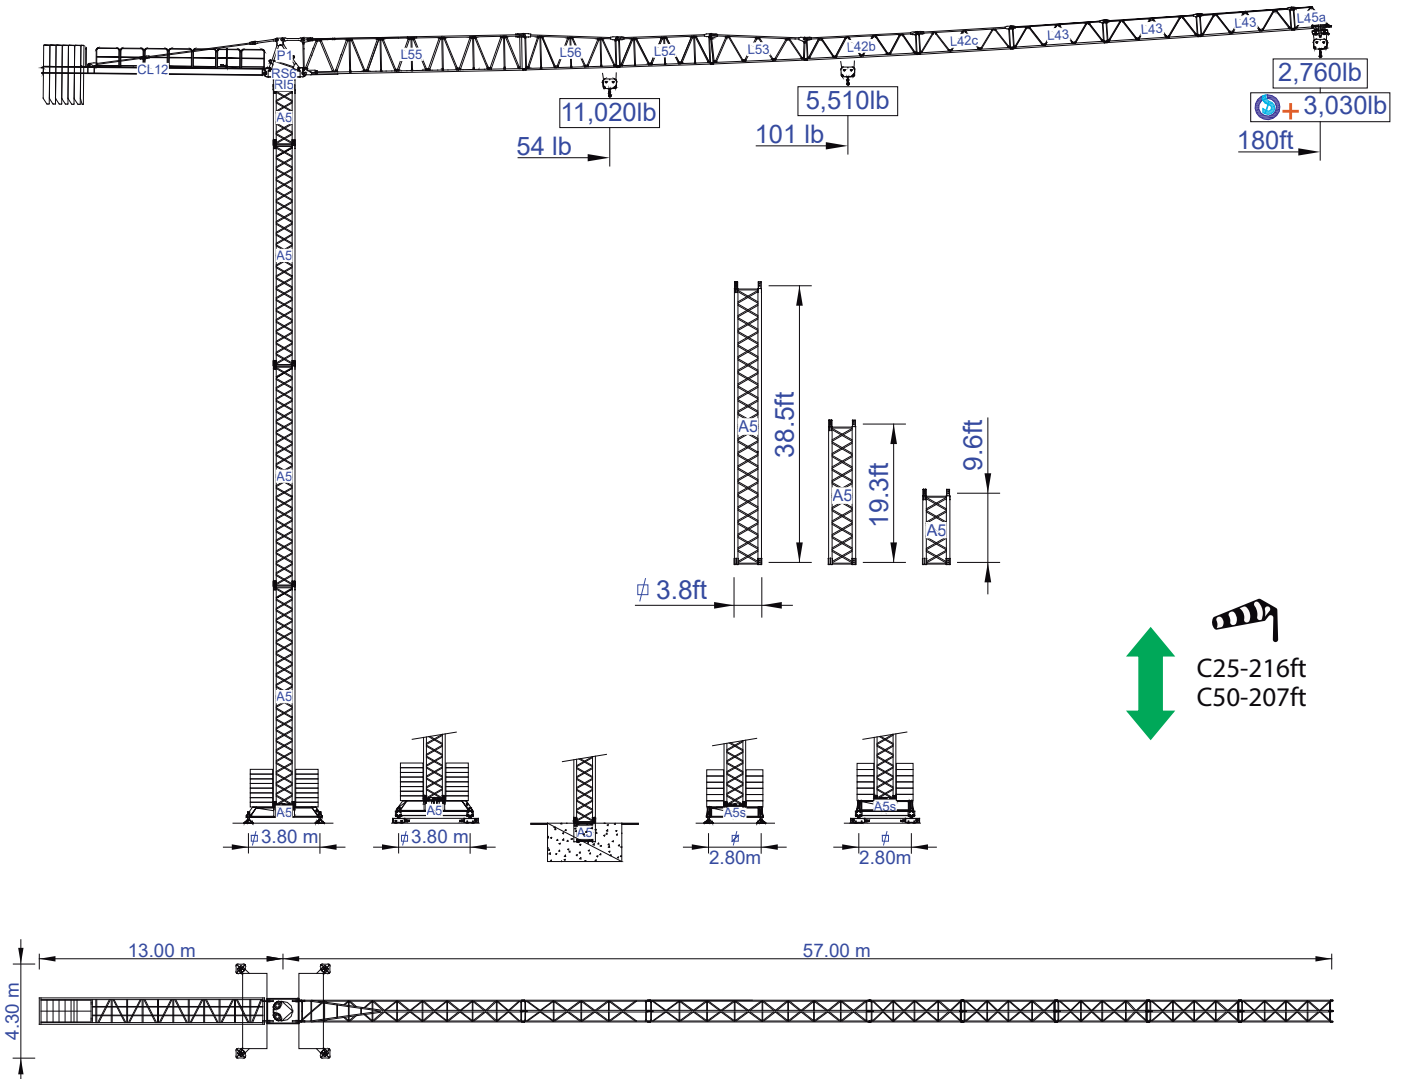 CL12
P1
RS6
RI5
L55
L56
L52
L53
L42b
L42c
L43
L43
L43
L45a
11,020lb
54 lb
5,510lb
101 lb
2,760lb
+ 3,030lb
180ft
A5
A5
A5
A5
A5
A5
38.5ft
A5
19.3ft
A5
9.6ft
⌀ 3.8ft
C25-216ft
C50-207ft
A5
A5
A5s
A5s
3.80 m
3.80 m
2.80m
2.80m
13.00 m
57.00 m
4.30 m